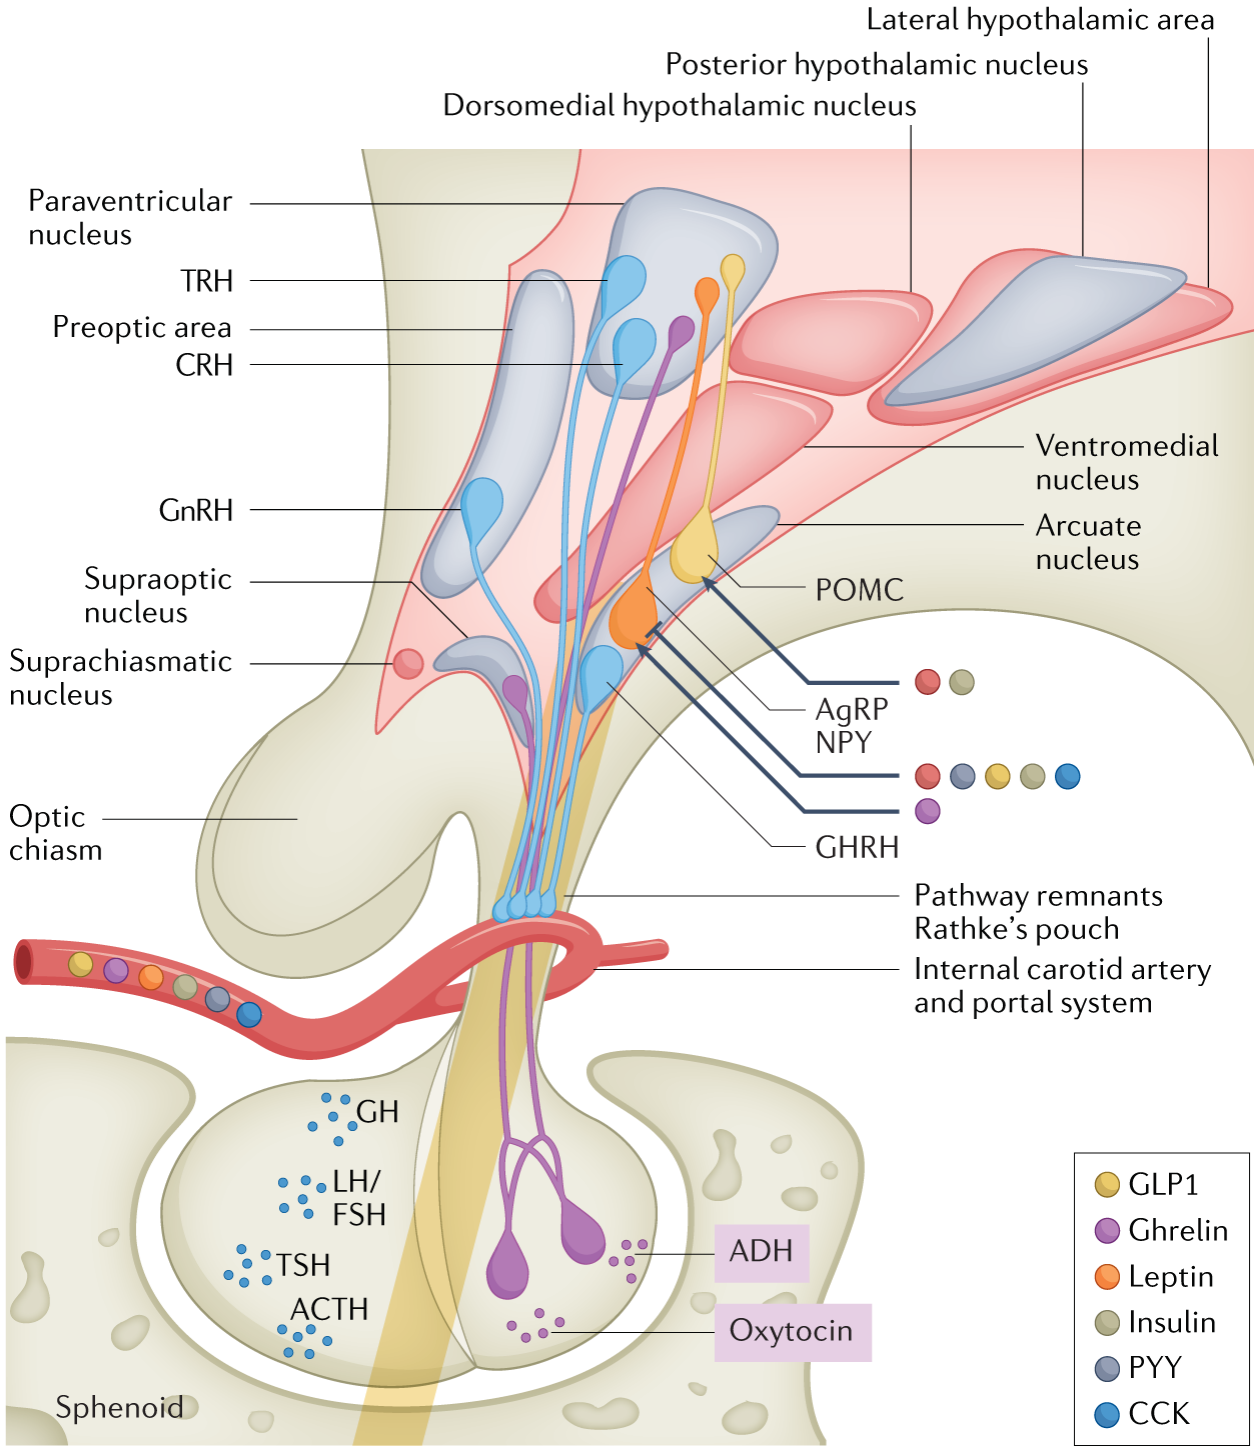 Lateral hypothalamic area
Posterior hypothalamic nucleus
Dorsomedial hypothalamic nucleus
Paraventricular
nucleus
TRH
Preoptic area
CRH
GnRH
Supraoptic
nucleus
Suprachiasmatic
nucleus
Optic
chiasm
Ventromedial
nucleus
Arcuate
nucleus
POMC
AgRP
NPY
GHRH
Pathway remnants
Rathke’s pouch
Internal carotid artery
and portal system
GH
LH/
FSH
TSH
ACTH
ADH
Oxytocin
Sphenoid
GLP1
Ghrelin
Leptin
Insulin
PYY
CCK